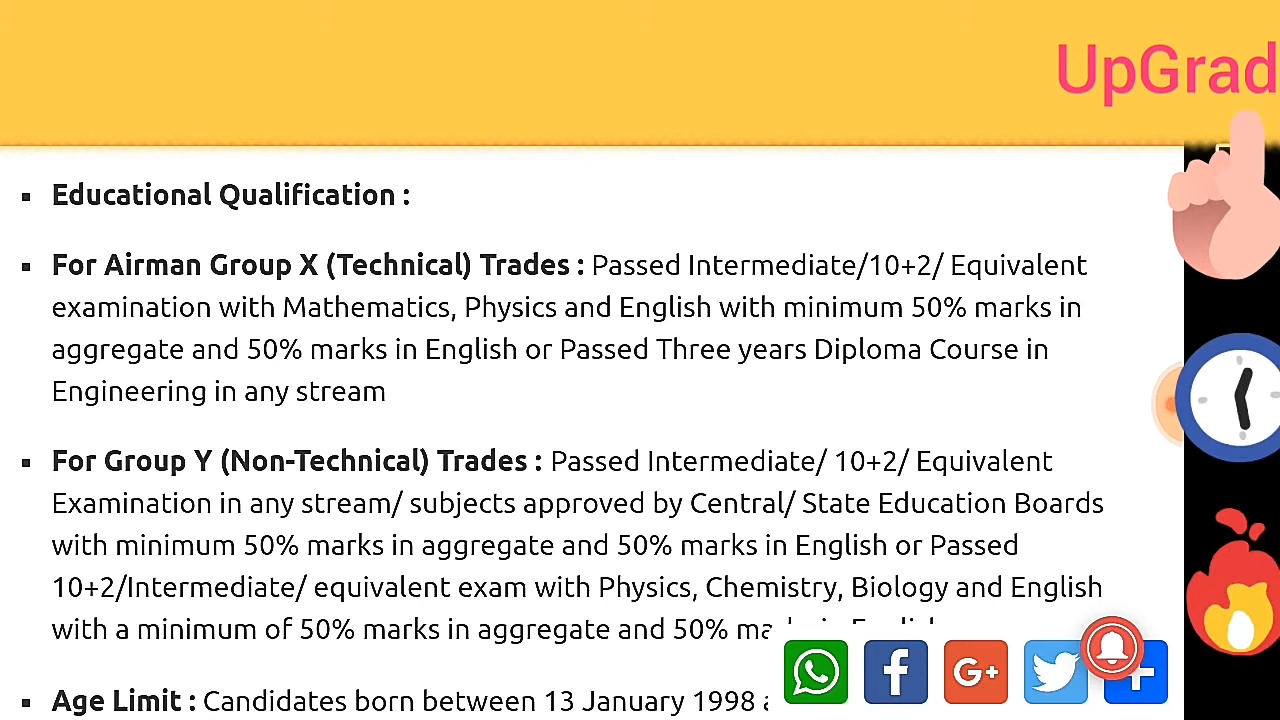 UpGrad
Educational Qualification :
For Airman Group X (Technical) Trades : Passed Intermediate/10+2/ Equivalent
examination with Mathematics, Physics and English with minimum 50% marks in
aggregate and 50% marks in English or Passed Three years Diploma Course in
Engineering in any stream
For Group Y (Non-Technical) Trades : Passed Intermediate/ 10+2/ Equivalent
Examination in any stream/ subjects approved by Central/ State Education Boards
with minimum 50% marks in aggregate and 50% marks in English or Passed
10+2/Intermediate/ equivalent exam with Physics, Chemistry, Biology and English
with a minimum of 50% marks in aggregate and 50%
Age Limit : Candidates born between 13 January 1998